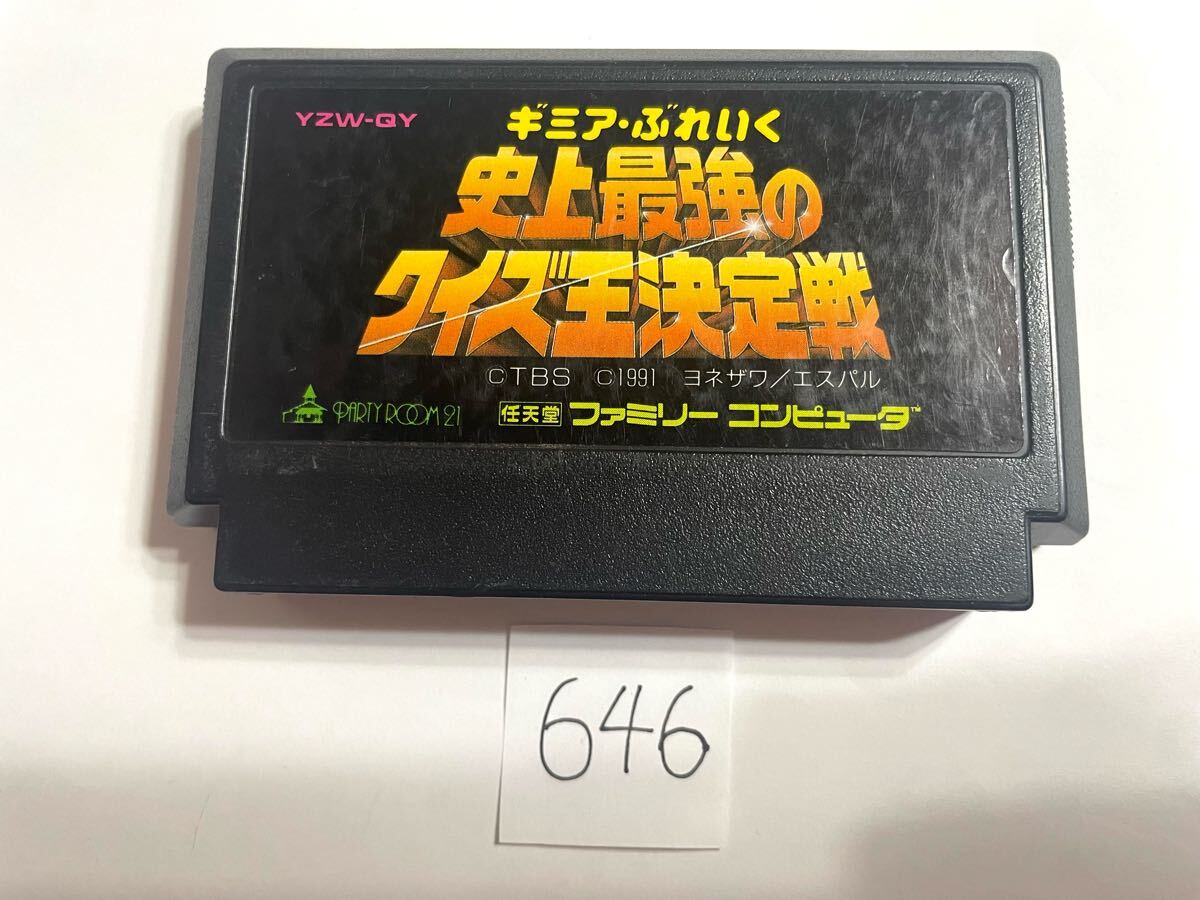 YZW-QY
ギミア・ぶれいく
史上最強の
クイズ王決定戦
©TBS ©1991 ヨネザワ/エスパル
PARTY ROOM 21
任天堂 ファミリー コンピュータ™
646